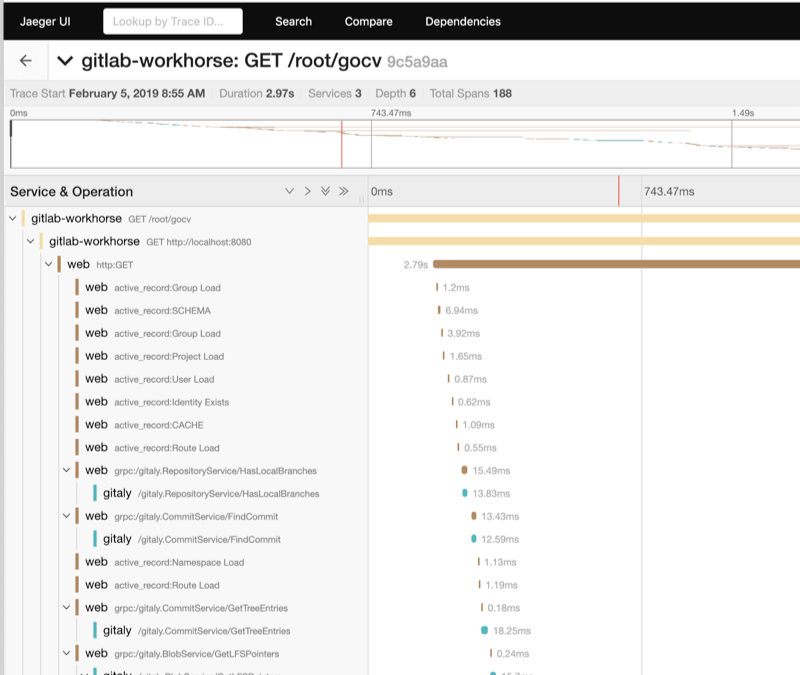 Jaeger UI Lookup by Trace ID... Search Compare Dependencies
gitlab-workhorse: GET /root/gocv 9c5a9aa
Trace Start February 5, 2019 8:55 AM Duration 2.97s Services 3 Depth 6 Total Spans 188
0ms 743.47ms 1.49s
Service & Operation 0ms 743.47ms
gitlab-workhorse GET /root/gocv
gitlab-workhorse GET http://localhost:8080
web http:GET 2.79s
web active_record:Group Load 1.2ms
web active_record:SCHEMA 6.94ms
web active_record:Group Load 3.92ms
web active_record:Project Load 1.65ms
web active_record:User Load 0.87ms
web active_record:Identity Exists 0.62ms
web active_record:CACHE 1.09ms
web active_record:Route Load 0.55ms
web grpc:/gitaly.RepositoryService/HasLocalBranches 15.49ms
gitaly /gitaly.RepositoryService/HasLocalBranches 13.83ms
web grpc:/gitaly.CommitService/FindCommit 13.43ms
gitaly /gitaly.CommitService/FindCommit 12.59ms
web active_record:Namespace Load 1.13ms
web active_record:Route Load 1.19ms
web grpc:/gitaly.CommitService/GetTreeEntries 0.18ms
gitaly /gitaly.CommitService/GetTreeEntries 18.25ms
web grpc:/gitaly.BlobService/GetLFSPointers 0.24ms